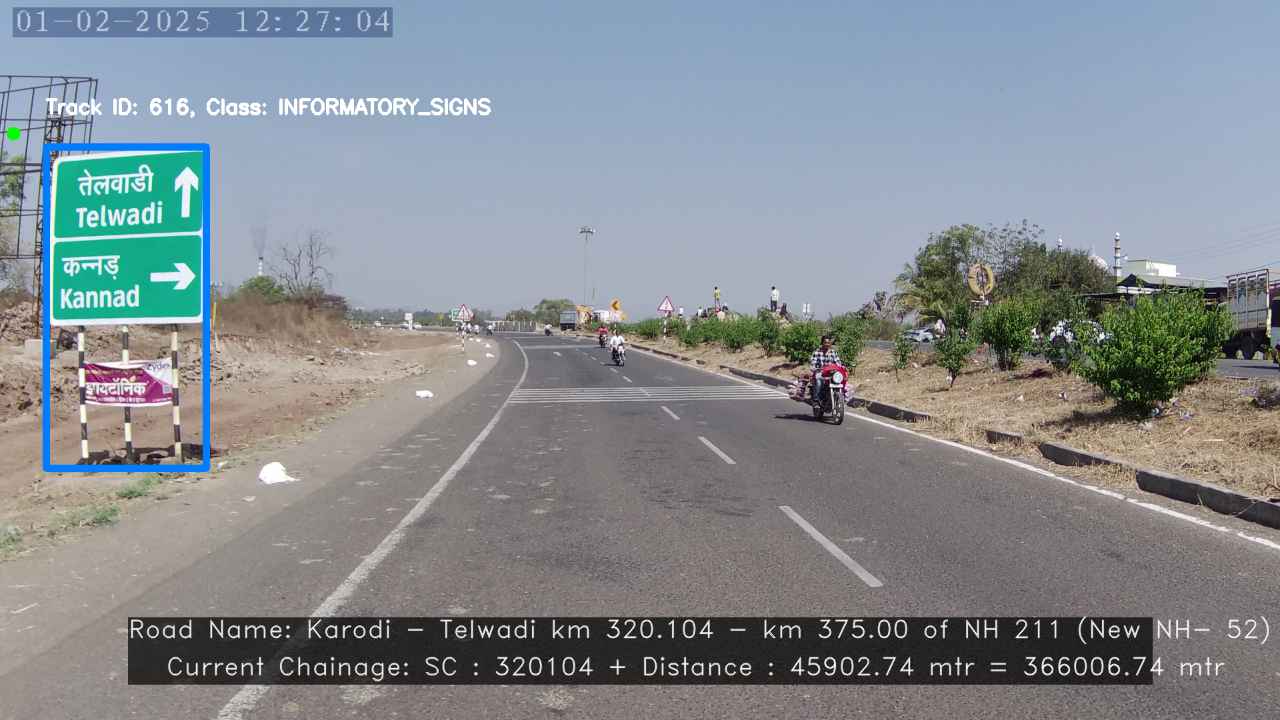 01-02-2025 12:27:04
Track ID: 616, Class: INFORMATORY_SIGNS
तेलवाडी
Telwadi
कन्नड़
Kannad
Road Name: Karodi - Telwadi km 320.104 - km 375.00 of NH 211 (New NH- 52)
Current Chainage: SC : 320104 + Distance : 45902.74 mtr = 366006.74 mtr